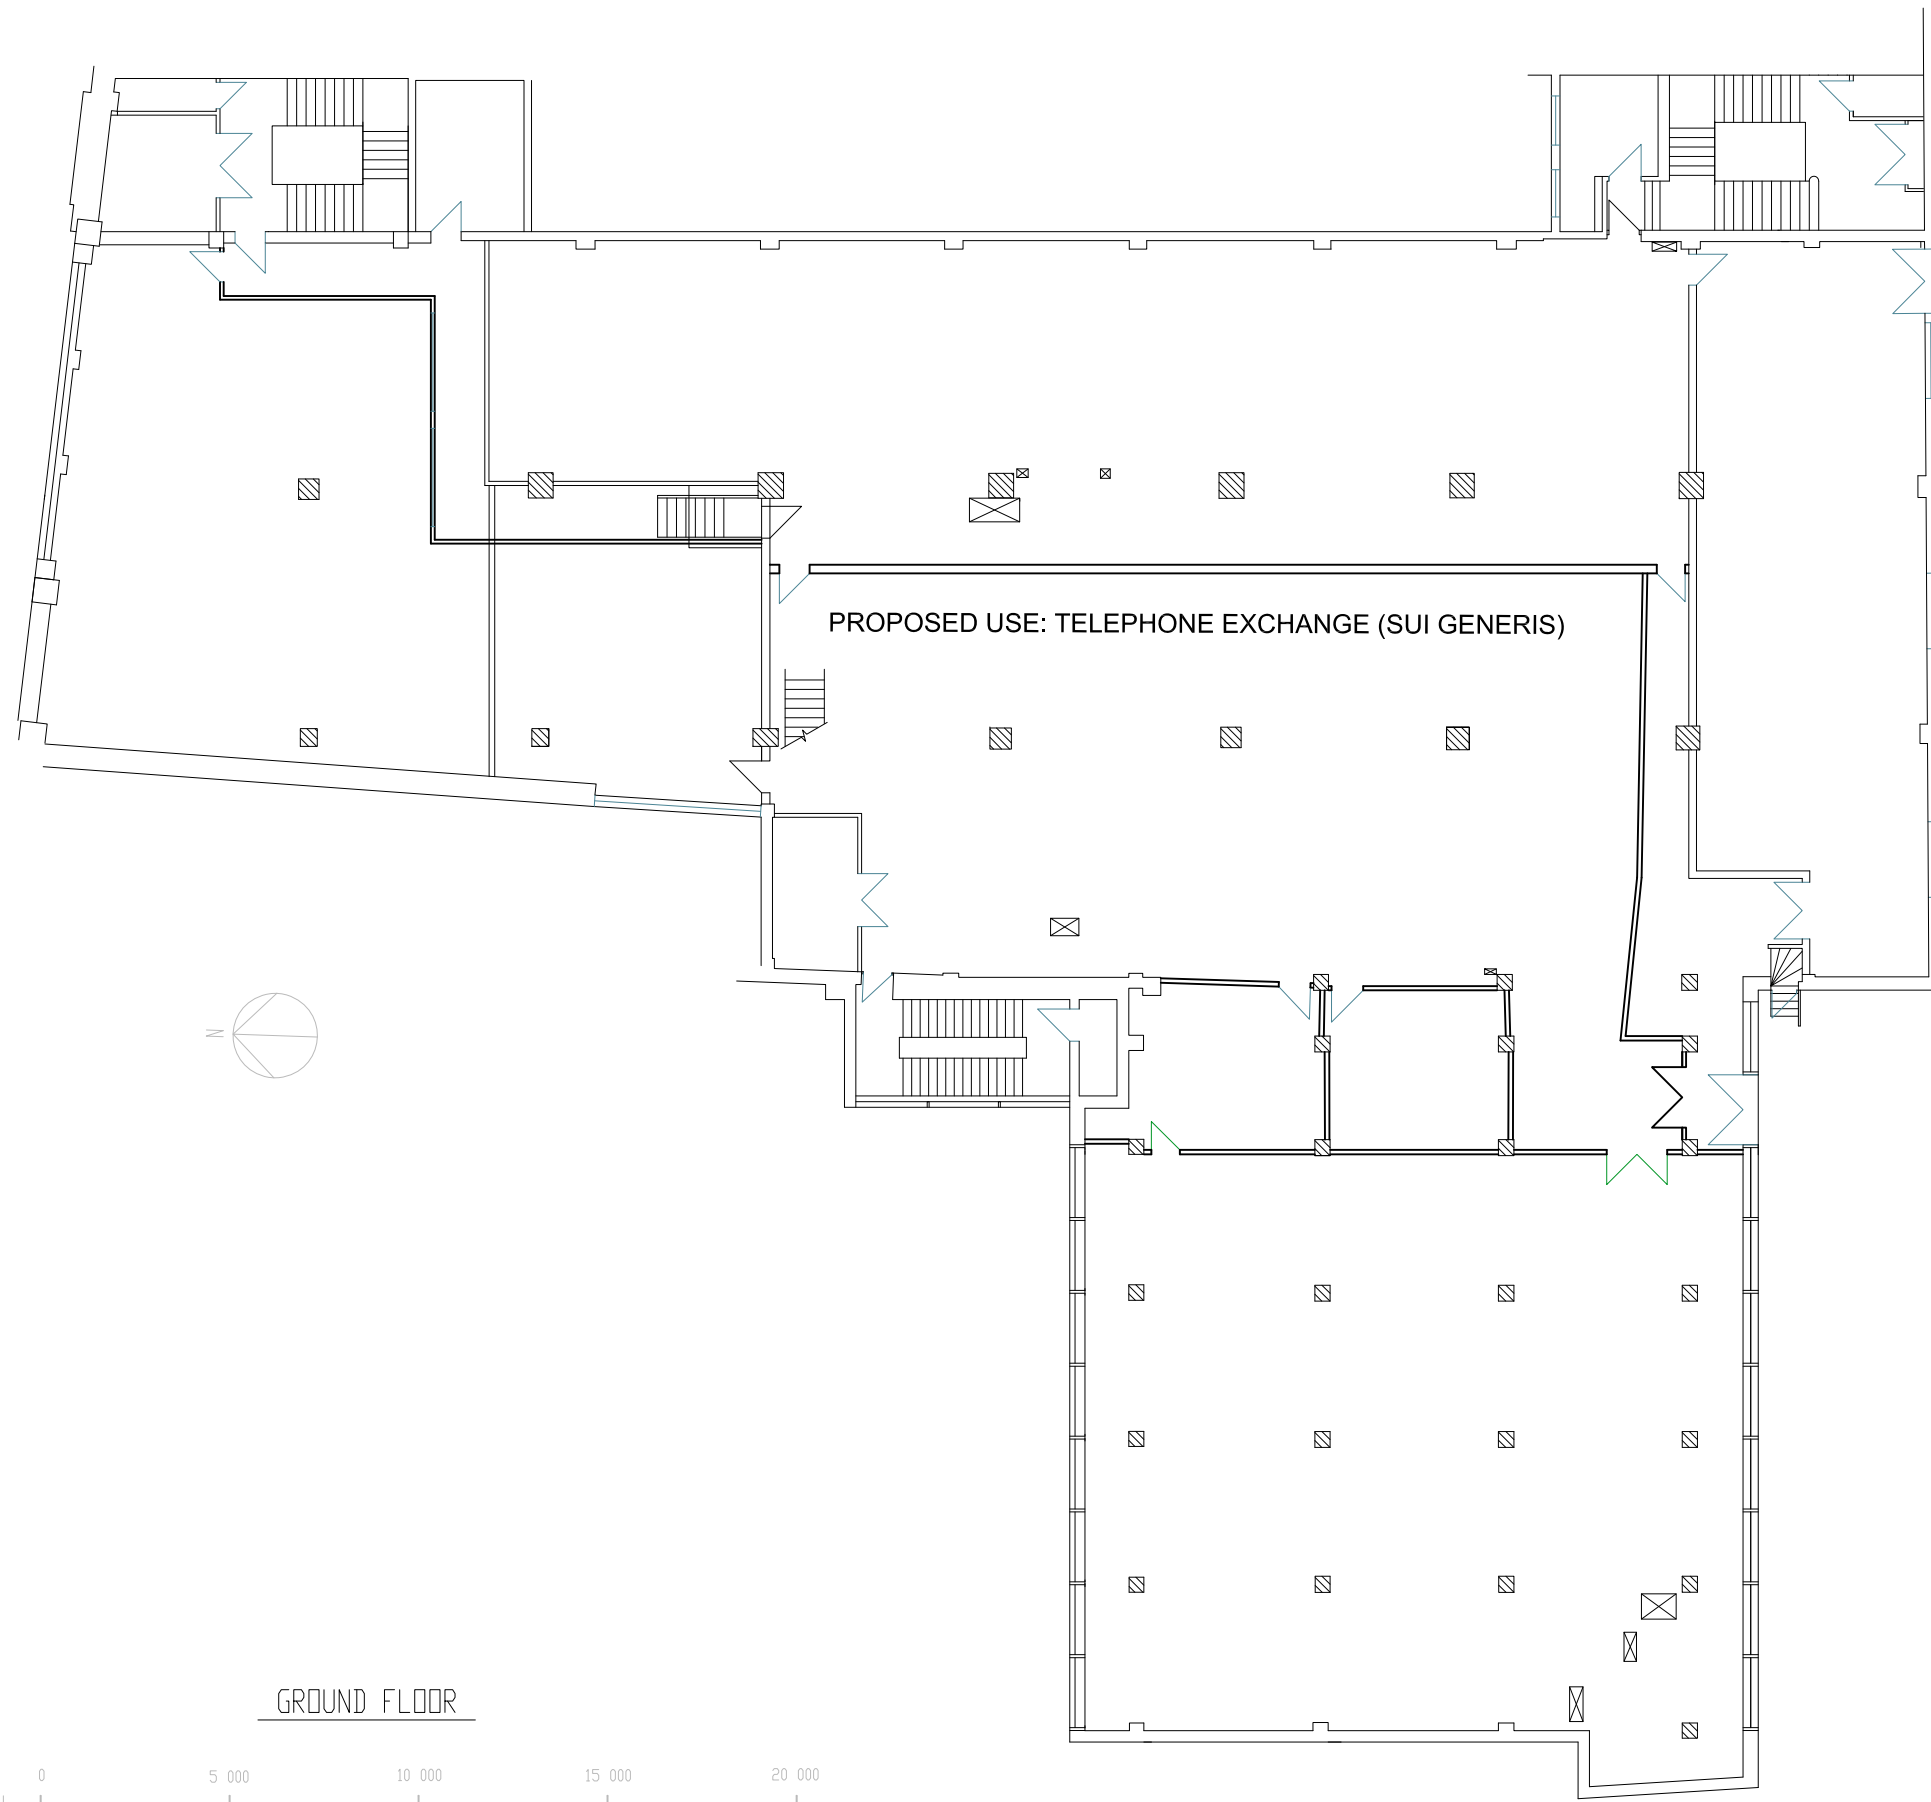 PROPOSED USE: TELEPHONE EXCHANGE (SUI GENERIS)
N
GROUND FLOOR
0 5 000 10 000 15 000 20 000